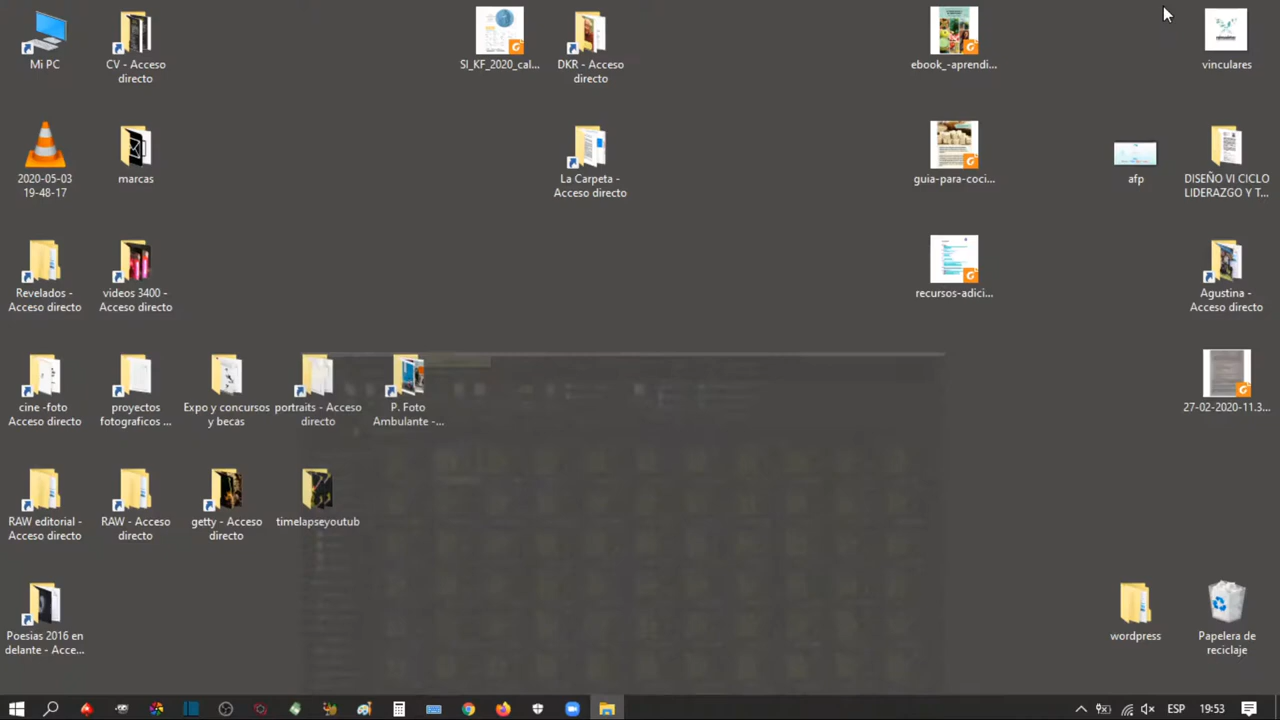 Mi PC
CV - Acceso
directo
SI_KF_2020_cal...
DKR - Acceso
directo
ebook_-aprendi...
vinculares
2020-05-03
19-48-17
marcas
La Carpeta -
Acceso directo
guia-para-coci...
afp
DISEÑO VI CICLO
LIDERAZGO Y T...
Revelados -
Acceso directo
videos 3400 -
Acceso directo
recursos-adici...
Agustina -
Acceso directo
cine -foto
Acceso directo
proyectos
fotograficos ...
Expo y concursos
y becas
portraits - Acceso
directo
P. Foto
Ambulante -...
27-02-2020-11.3...
RAW editorial -
Acceso directo
RAW - Acceso
directo
getty - Acceso
directo
timelapseyoutub
Poesias 2016 en
delante - Acce...
wordpress
Papelera de
reciclaje
ESP
19:53